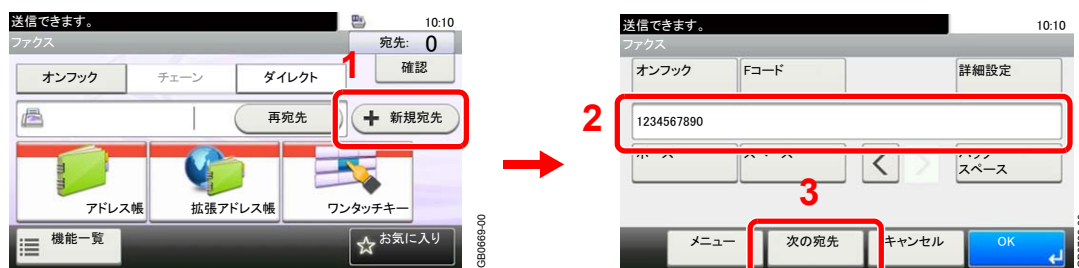 送信できます。
10:10
ファクス
宛先: 0
1
確認
オンフック
チェーン
ダイレクト
再宛先
+ 新規宛先
アドレス帳
拡張アドレス帳
ワンタッチキー
機能一覧
お気に入り
GB0669-00
送信できます。
10:10
ファクス
オンフック
Fコード
詳細設定
2
1234567890
スペース
3
メニュー
次の宛先
キャンセル
OK